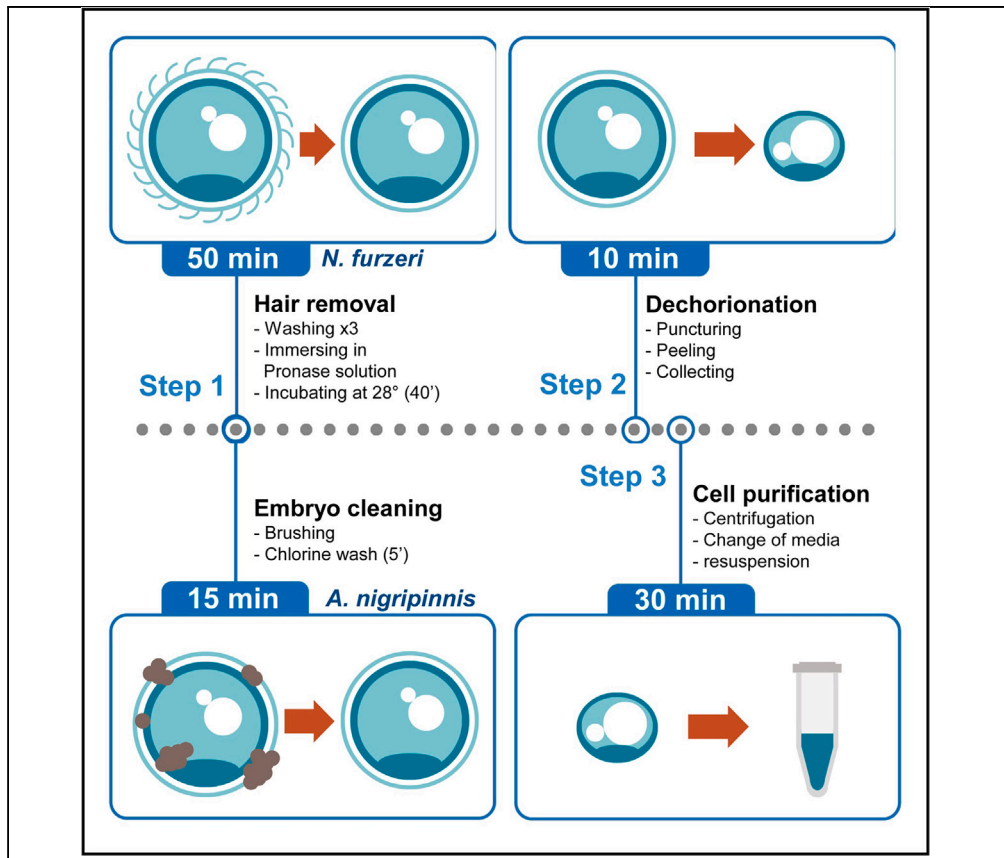 50 min
N. furzeri
10 min
Hair removal
- Washing x3
- Immersing in
Pronase solution
- Incubating at 28° (40’)
Step 1
Dechorionation
- Puncturing
- Peeling
- Collecting
Step 2
Step 3
Embryo cleaning
- Brushing
- Chlorine wash (5’)
15 min
A. nigripinnis
Cell purification
- Centrifugation
- Change of media
- resuspension
30 min